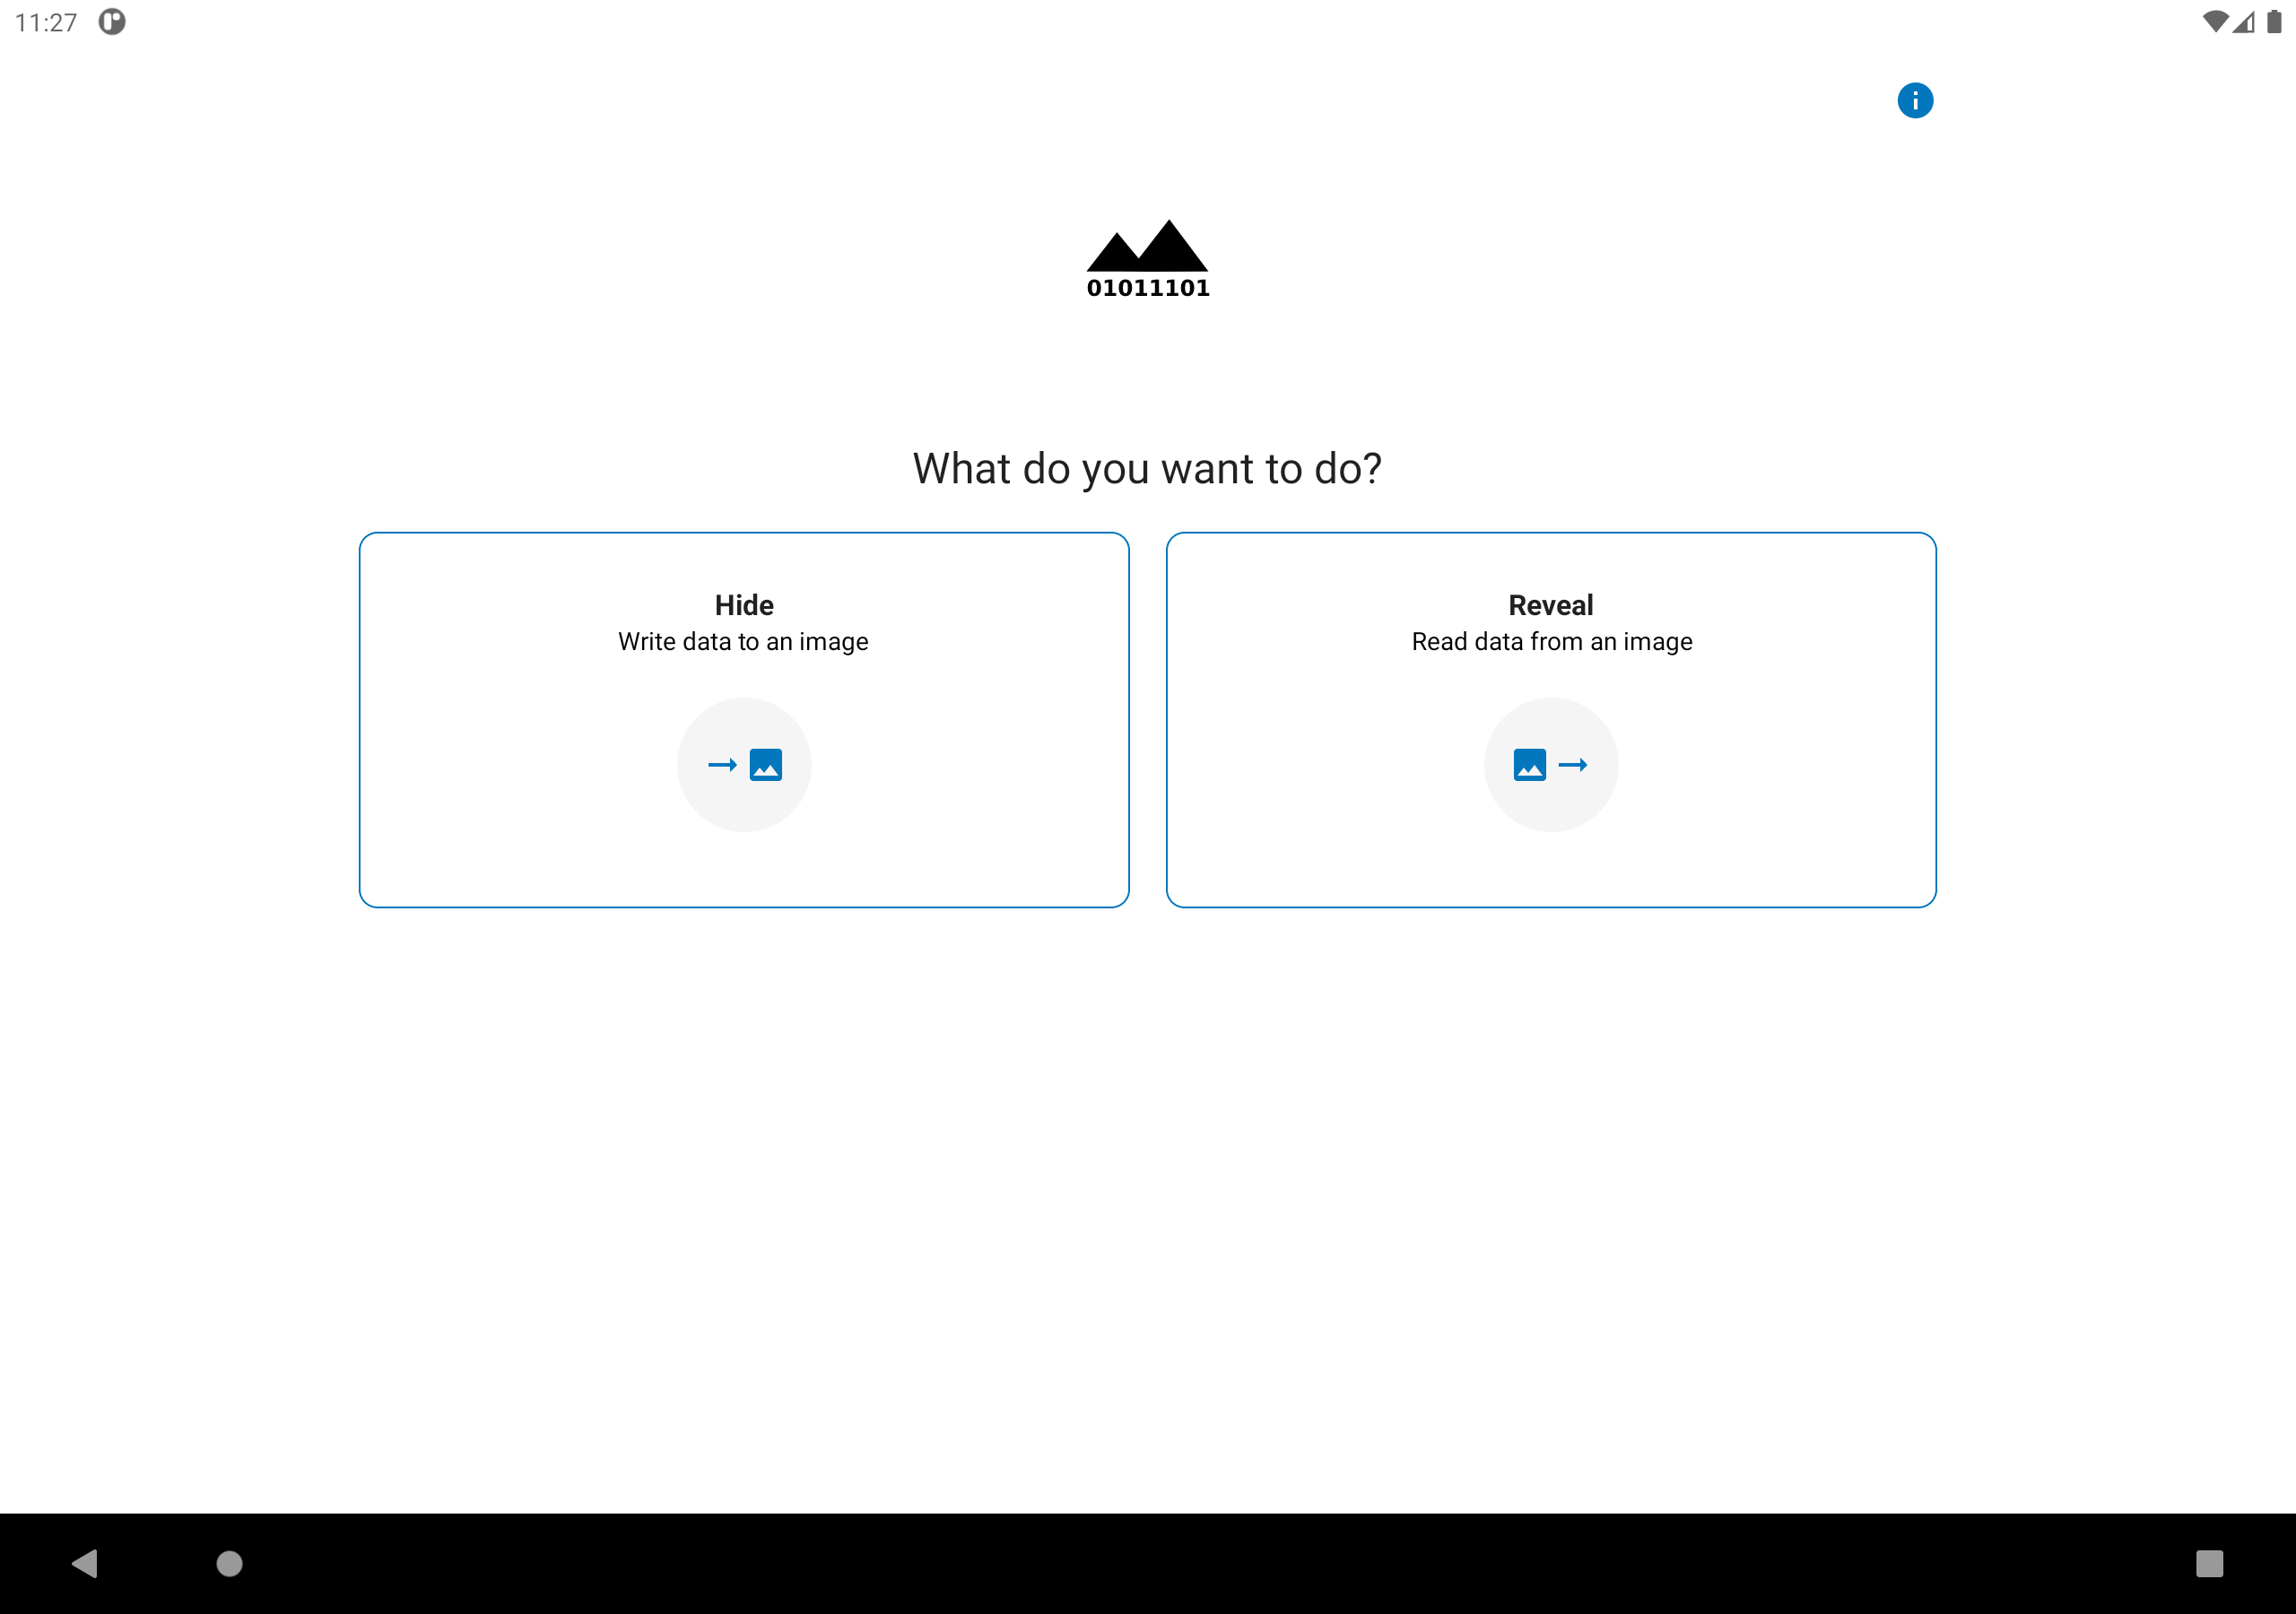 11:27
01011101
What do you want to do?
Hide
Write data to an image
Reveal
Read data from an image